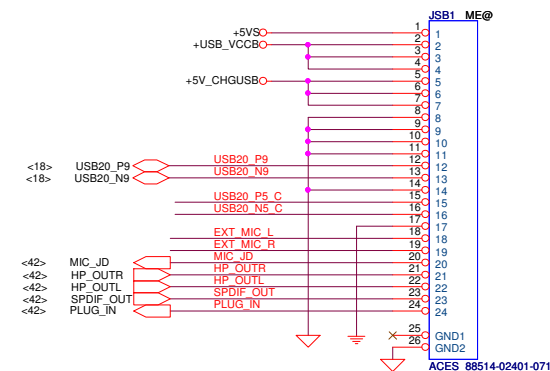 JSB1 ME@
+5VS 1 1
+USB_VCCB 2 2
3 3
4 4
+5V_CHGUSB 5 5
6 6
7 7
8 8
9 9
10 10
11 11
<18> USB20_P9 USB20_P9 12 12
<18> USB20_N9 USB20_N9 13 13
14 14
USB20_P5_C 15 15
USB20_N5_C 16 16
17 17
EXT_MIC_L 18 18
EXT_MIC_R 19 19
<42> MIC_JD MIC_JD 20 20
<42> HP_OUTR HP_OUTR 21 21
<42> HP_OUTL HP_OUTL 22 22
<42> SPDIF_OUT SPDIF_OUT 23 23
<42> PLUG_IN PLUG_IN 24 24
25 GND1
26 GND2
ACES 88514-02401-071